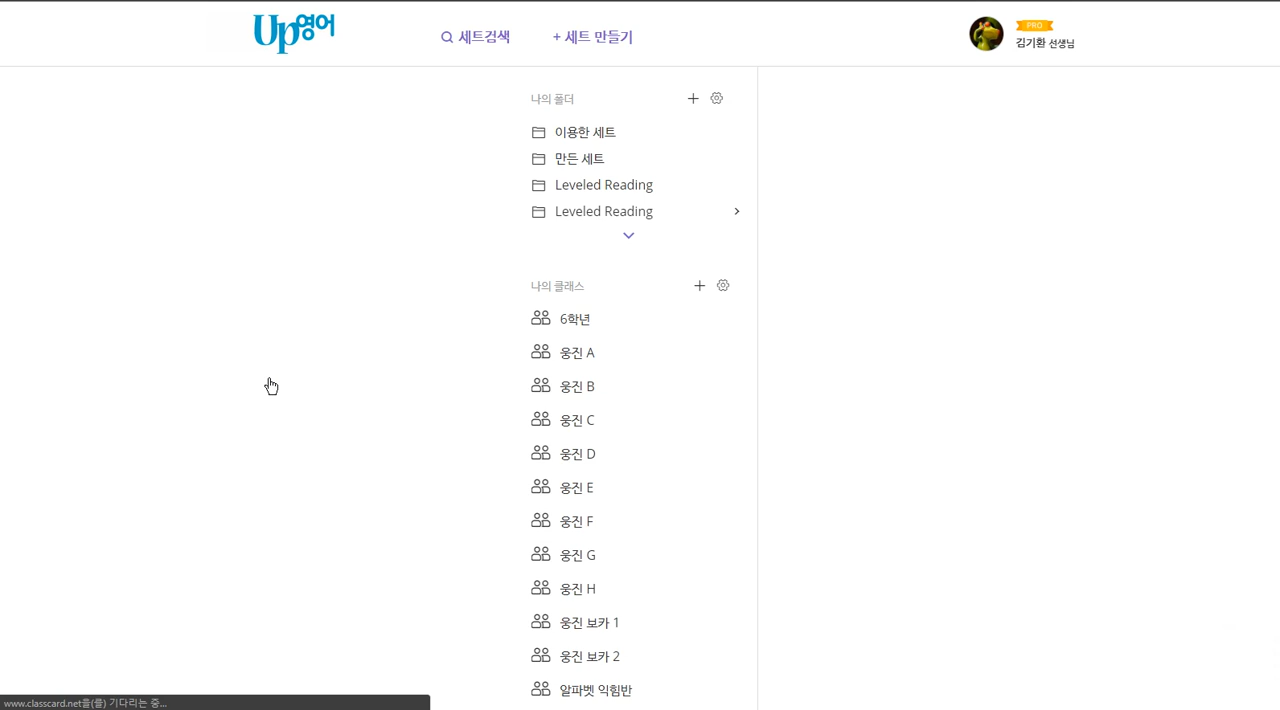 Up영어
세트검색
+ 세트 만들기
PRO
김기환 선생님
나의 폴더
이용한 세트
만든 세트
Leveled Reading
Leveled Reading
나의 클래스
6학년
웅진 A
웅진 B
웅진 C
웅진 D
웅진 E
웅진 F
웅진 G
웅진 H
웅진 보카 1
웅진 보카 2
알파벳 익힘반
www.classcard.net을(를) 기다리는 중...